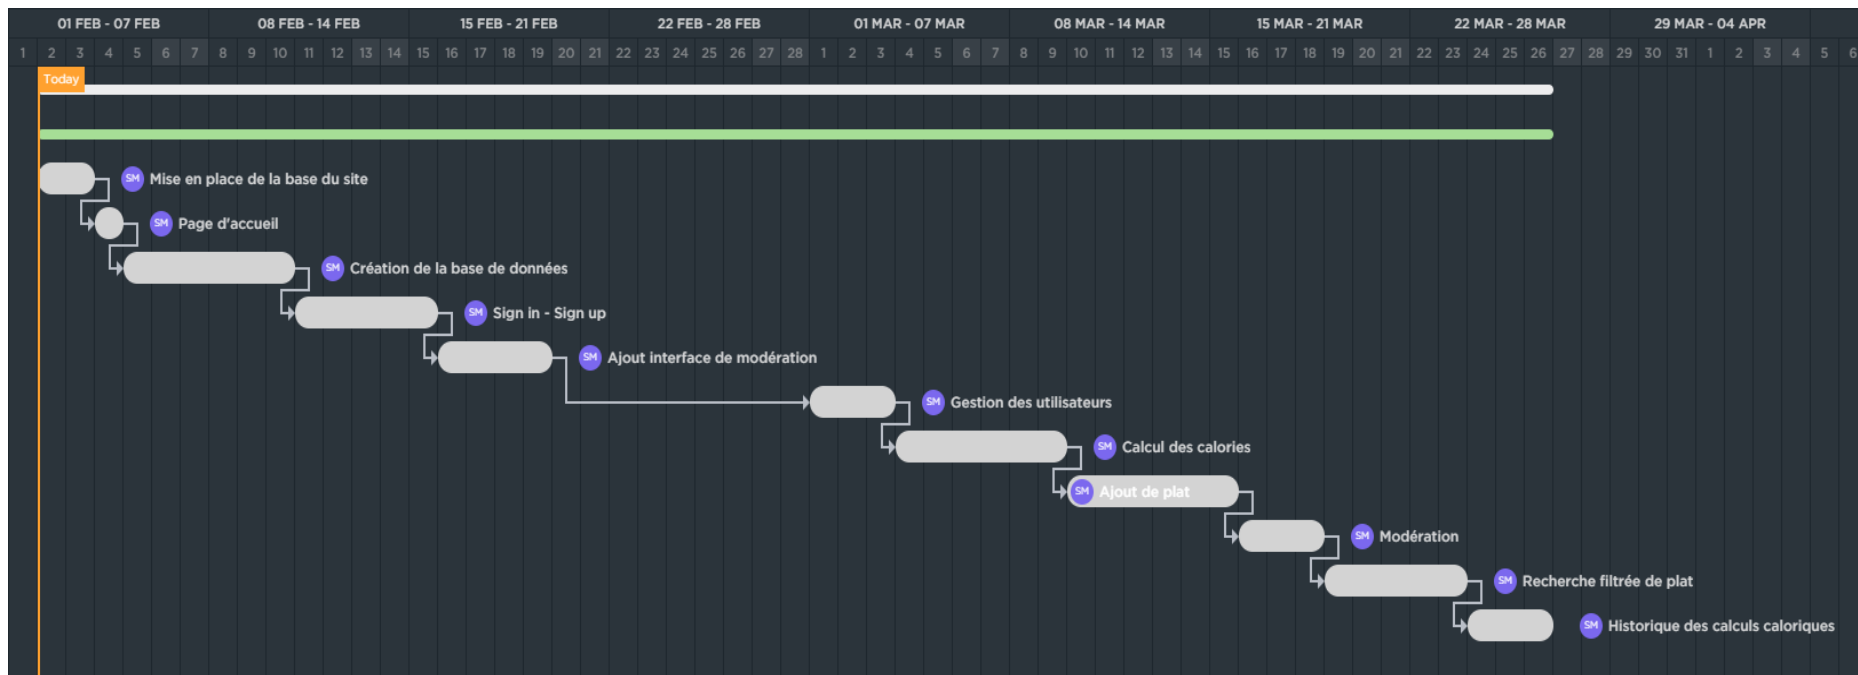 01 FEB - 07 FEB 08 FEB - 14 FEB 15 FEB - 21 FEB 22 FEB - 28 FEB 01 MAR - 07 MAR 08 MAR - 14 MAR 15 MAR - 21 MAR 22 MAR - 28 MAR 29 MAR - 04 APR
1 2 3 4 5 6 7 8 9 10 11 12 13 14 15 16 17 18 19 20 21 22 23 24 25 26 27 28 1 2 3 4 5 6 7 8 9 10 11 12 13 14 15 16 17 18 19 20 21 22 23 24 25 26 27 28 29 30 31 1 2 3 4 5 6
Today
SM Mise en place de la base du site
SM Page d'accueil
SM Création de la base de données
SM Sign in - Sign up
SM Ajout interface de modération
SM Gestion des utilisateurs
SM Calcul des calories
SM Ajout de plat
SM Modération
SM Recherche filtrée de plat
SM Historique des calculs caloriques